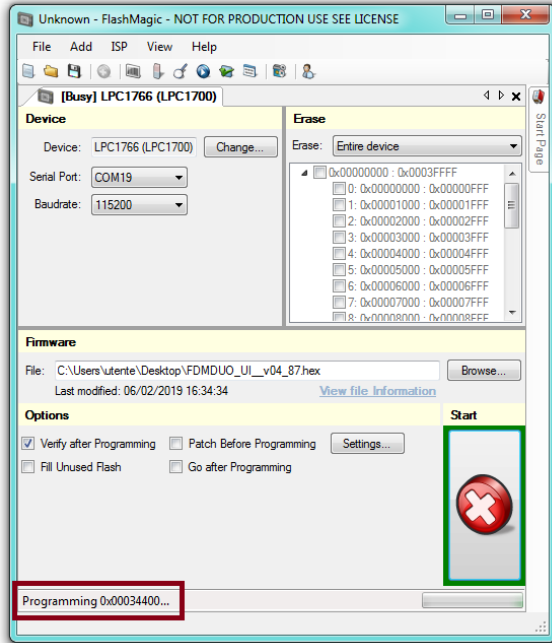 Unknown - FlashMagic - NOT FOR PRODUCTION USE SEE LICENSE
File Add ISP View Help
[Busy] LPC1766 (LPC1700)
Start Page
Device
Device: LPC1766 (LPC1700) Change...
Serial Port: COM19
Baudrate: 115200
Erase
Erase: Entire device
0x00000000 : 0x0003FFFF
0: 0x00000000 : 0x00000FFF
1: 0x00001000 : 0x00001FFF
2: 0x00002000 : 0x00002FFF
3: 0x00003000 : 0x00003FFF
4: 0x00004000 : 0x00004FFF
5: 0x00005000 : 0x00005FFF
6: 0x00006000 : 0x00006FFF
7: 0x00007000 : 0x00007FFF
8: 0x00008000 : 0x00008FFF
Firmware
File: C:\Users\utente\Desktop\FDMDUO_UI__v04_87.hex Browse...
Last modified: 06/02/2019 16:34:34 View file Information
Options
Verify after Programming Patch Before Programming Settings...
Fill Unused Flash Go after Programming
Start
Programming 0x00034400...